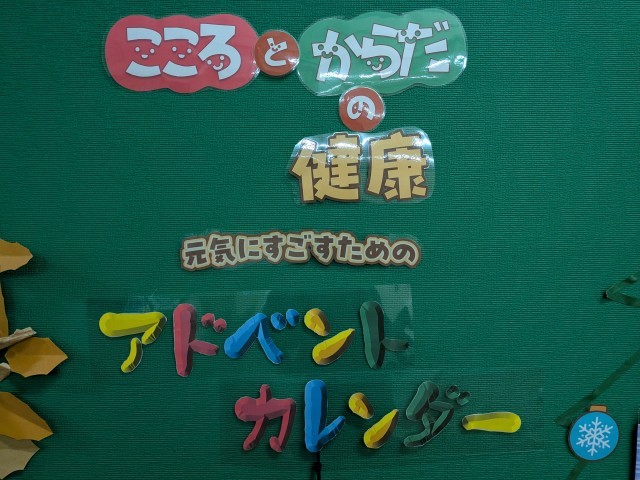 こころとからだ
の
健康
元気にすごすための
アドベント
カレンダー